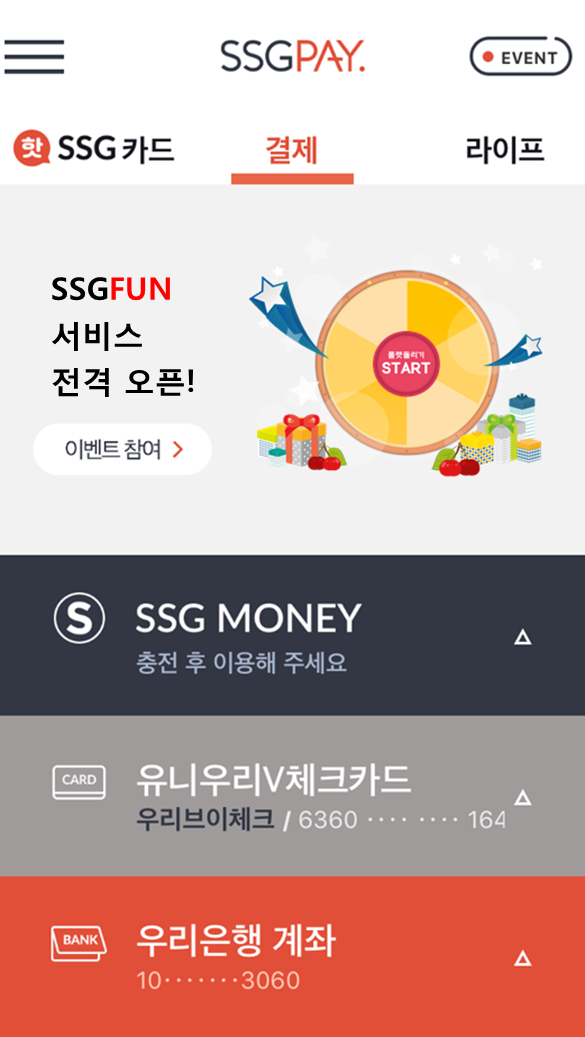 SSGPAY.
EVENT
핫 SSG 카드
결제
라이프
SSGFUN
서비스
전격 오픈!
이벤트 참여
룰렛돌리기
START
S
SSG MONEY
충전 후 이용해 주세요
CARD
유니우리V체크카드
우리브이체크 / 6360 ···· ···· 164
BANK
우리은행 계좌
10·······3060